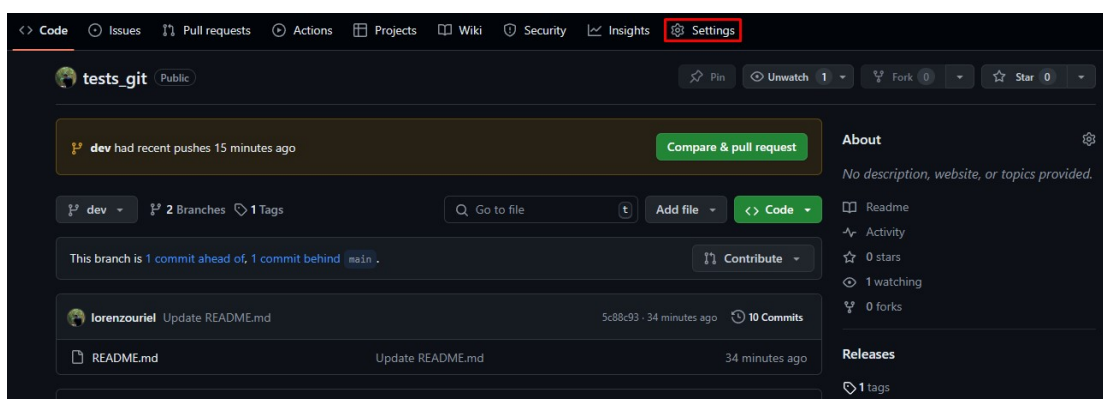 <> Code Issues Pull requests Actions Projects Wiki Security Insights Settings
tests_git Public Pin Unwatch 1 Fork 0 Star 0
dev had recent pushes 15 minutes ago Compare & pull request
dev 2 Branches 1 Tags Go to file t Add file <> Code
This branch is 1 commit ahead of, 1 commit behind main . Contribute
lorenzouriel Update README.md 5c88c93 · 34 minutes ago 10 Commits
README.md Update README.md 34 minutes ago
About
No description, website, or topics provided.
Readme
Activity
0 stars
1 watching
0 forks
Releases
1 tags